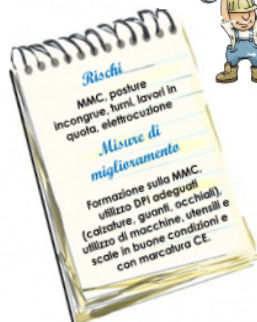 Rischi
MMC, posture
incongrue, turni, lavori in
quota, elettrocuzione
Misure di
miglioramento
Formazione sulla MMC,
utilizzo DPI adeguati
(calzature, guanti, occhiali),
utilizzo di macchine, utensili e
scale in buone condizioni e
con marcatura CE.